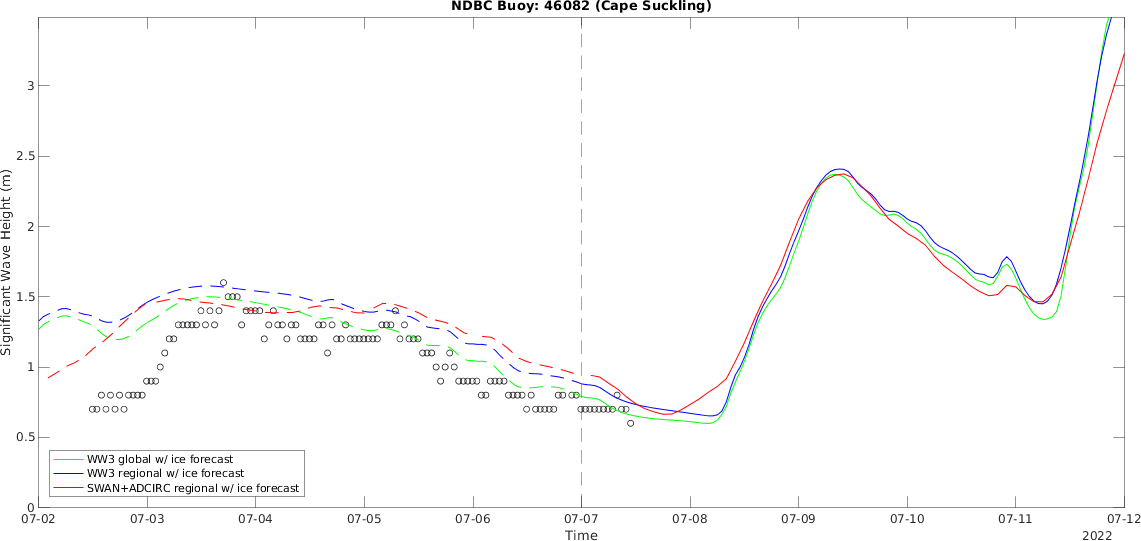 NDBC Buoy: 46082 (Cape Suckling)
Significant Wave Height (m)
3
2.5
2
1.5
1
0.5
0
WW3 global w/ ice forecast
WW3 regional w/ ice forecast
SWAN+ADCIRC regional w/ ice forecast
07-02 07-03 07-04 07-05 07-06 07-07 07-08 07-09 07-10 07-11 07-12
Time
2022